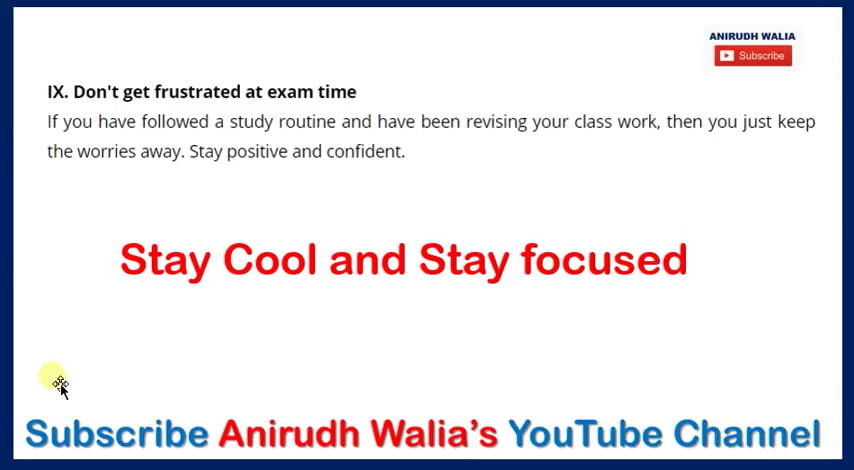 ANIRUDH WALIA
Subscribe
IX. Don't get frustrated at exam time
If you have followed a study routine and have been revising your class work, then you just keep
the worries away. Stay positive and confident.
Stay Cool and Stay focused
Subscribe Anirudh Walia's YouTube Channel